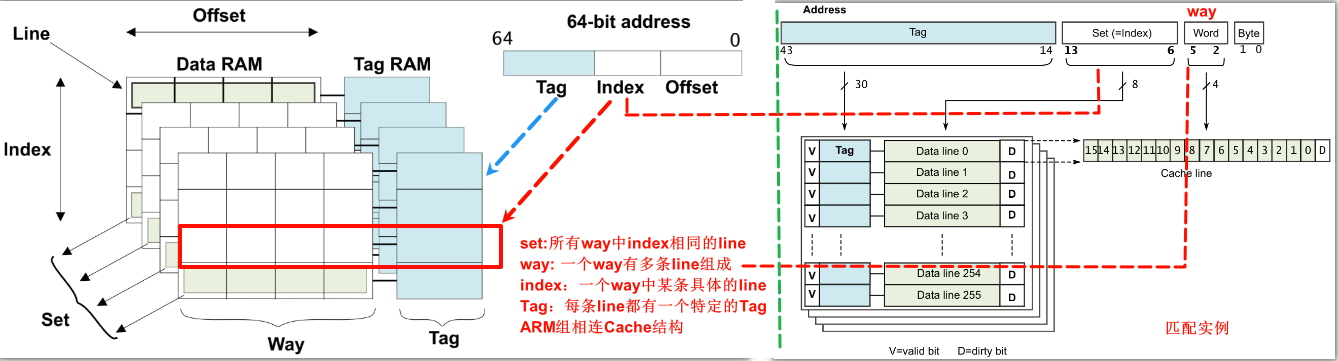 Offset
Line
Data RAM
Tag RAM
Index
64-bit address
64
0
Tag
Index
Offset
Set
Way
Tag
set:所有way中index相同的line
way: 一个way有多条line组成
index：一个way中某条具体的line
Tag：每条line都有一个特定的Tag
ARM组相连Cache结构
Address
way
Tag
Set (=Index)
Word
Byte
43
14
13
6
5
2
1
0
30
8
4
V
Tag
Data line 0
D
V
Data line 1
D
V
Data line 2
D
V
Data line 3
D
V
Data line 254
D
V
Data line 255
D
15 14 13 12 11 10 9 8 7 6 5 4 3 2 1 0 D
Cache line
匹配实例
V=valid bit D=dirty bit